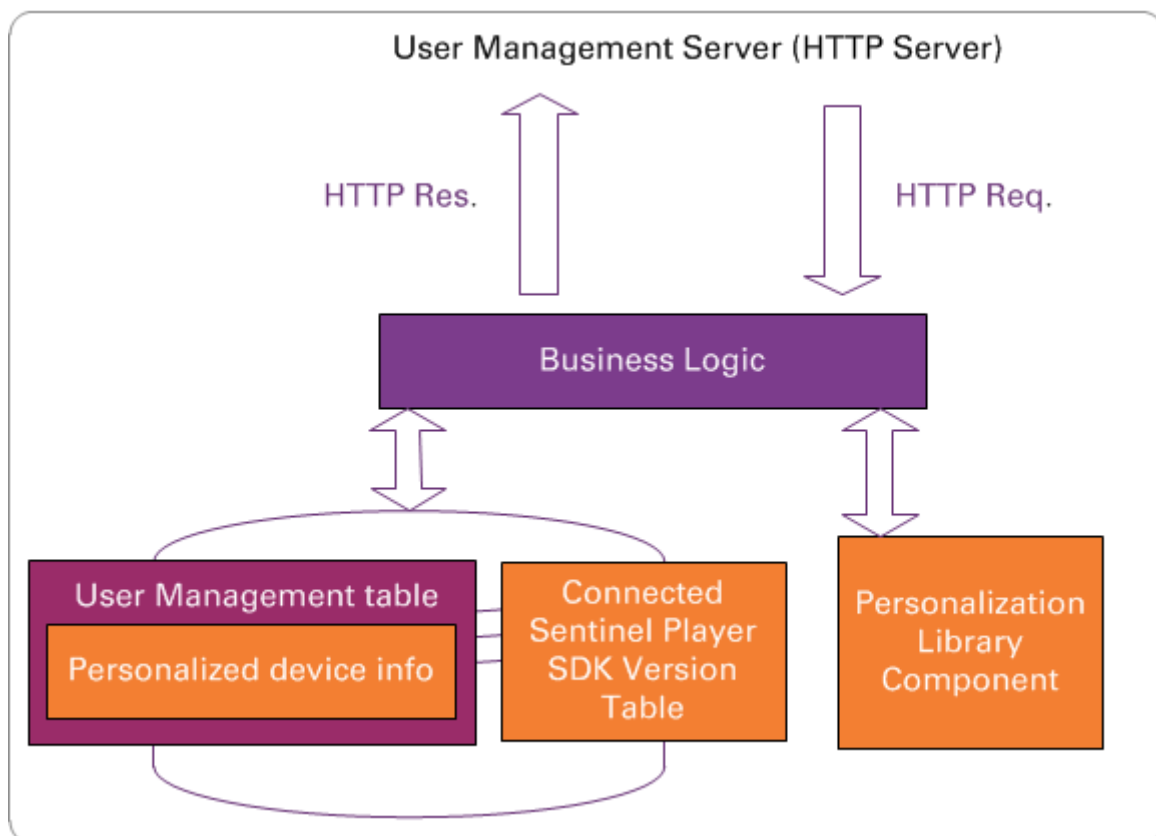 User Management Server (HTTP Server)
HTTP Res.
HTTP Req.
Business Logic
User Management table
Personalized device info
Connected
Sentinel Player
SDK Version
Table
Personalization
Library
Component